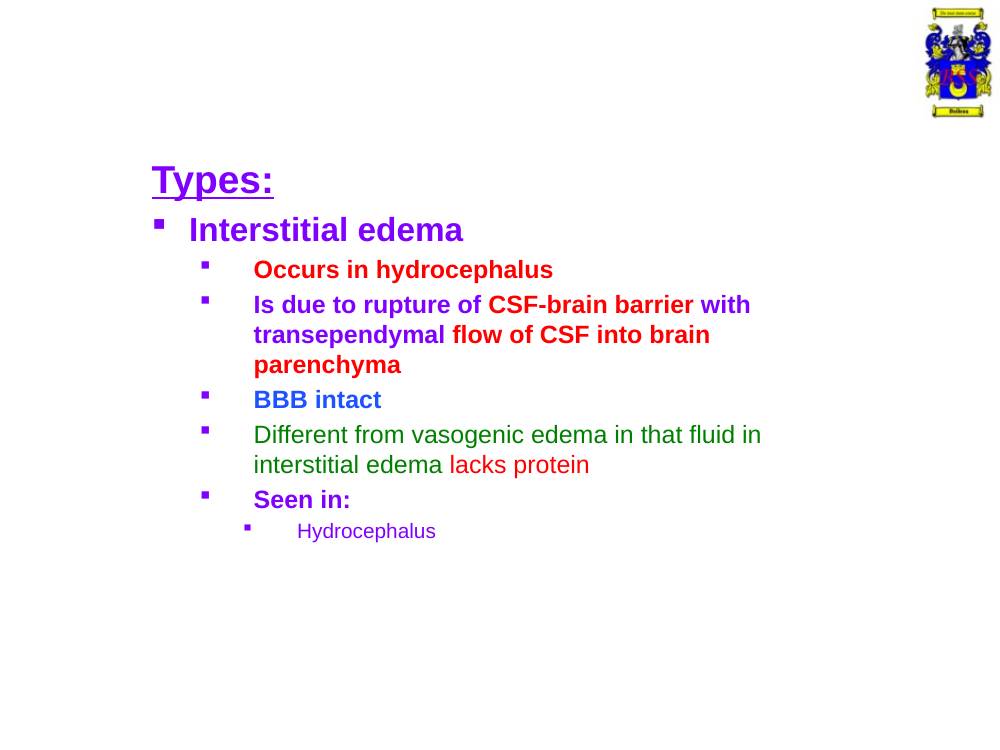 Types:
▪ Interstitial edema
▪ Occurs in hydrocephalus
▪ Is due to rupture of CSF-brain barrier with
transependymal flow of CSF into brain
parenchyma
▪ BBB intact
▪ Different from vasogenic edema in that fluid in
interstitial edema lacks protein
▪ Seen in:
▪ Hydrocephalus